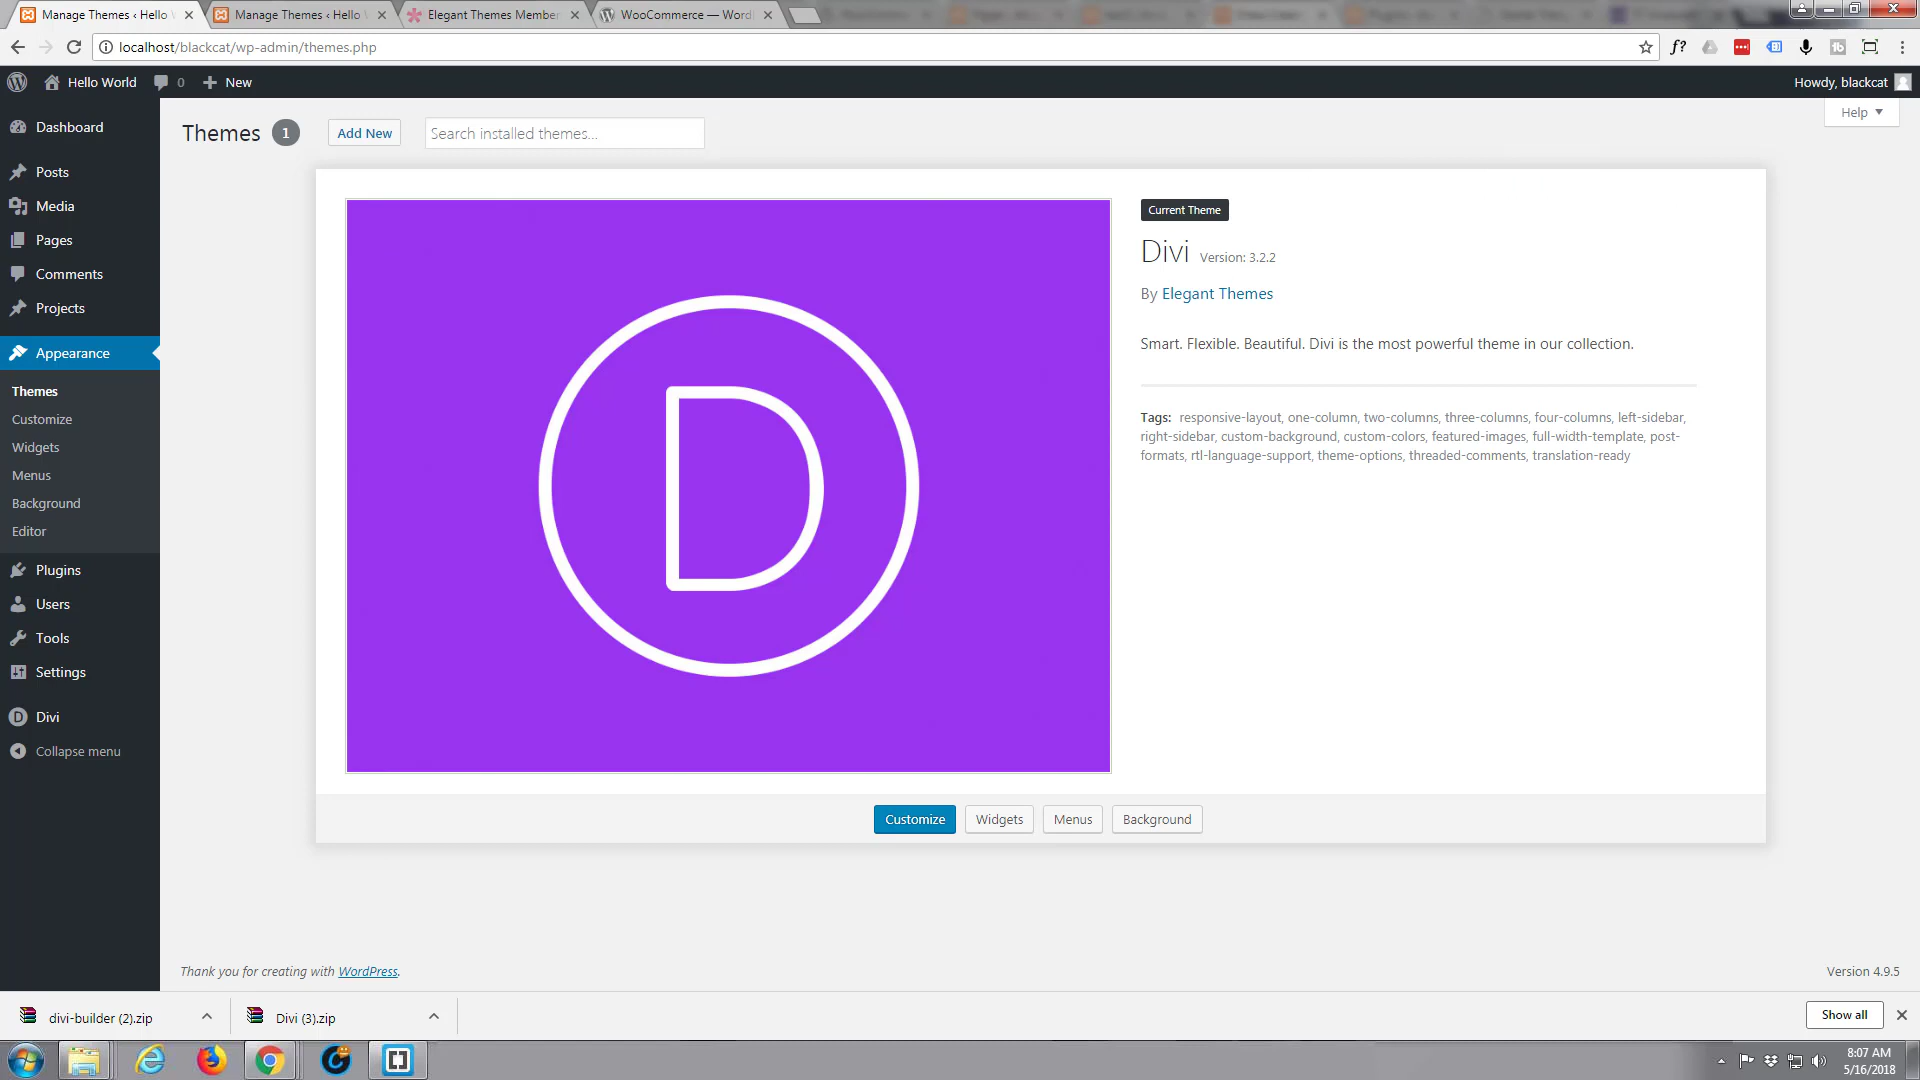 Manage Themes ‹ Hello
Manage Themes ‹ Hello
Elegant Themes Member
WooCommerce — Word
localhost/blackcat/wp-admin/themes.php
f?
Hello World
0
New
Howdy, blackcat
Help
Dashboard
Posts
Media
Pages
Comments
Projects
Appearance
Themes
Customize
Widgets
Menus
Background
Editor
Plugins
Users
Tools
Settings
Divi
Collapse menu
Themes 1
Add New
Search installed themes...
D
Current Theme
Divi Version: 3.2.2
By Elegant Themes
Smart. Flexible. Beautiful. Divi is the most powerful theme in our collection.
Tags: responsive-layout, one-column, two-columns, three-columns, four-columns, left-sidebar,
right-sidebar, custom-background, custom-colors, featured-images, full-width-template, post-
formats, rtl-language-support, theme-options, threaded-comments, translation-ready
Customize
Widgets
Menus
Background
Thank you for creating with WordPress.
Version 4.9.5
divi-builder (2).zip
Divi (3).zip
Show all
8:07 AM
5/16/2018